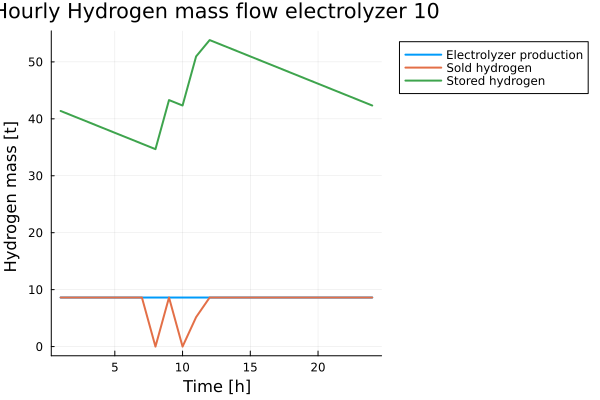 Hourly Hydrogen mass flow electrolyzer 10
Electrolyzer production
Sold hydrogen
Stored hydrogen
Hydrogen mass [t]
50
40
30
20
10
0
5
10
15
20
Time [h]